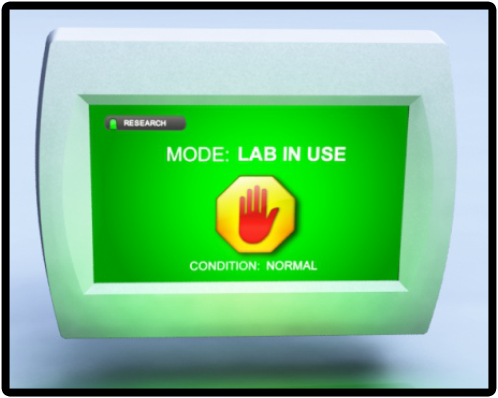 RESEARCH
MODE: LAB IN USE
CONDITION: NORMAL